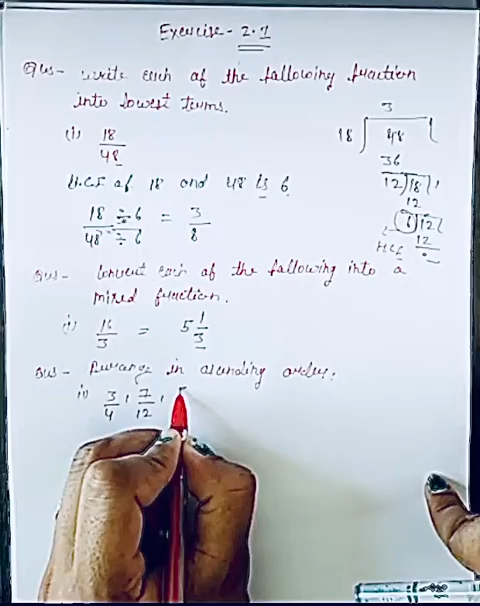 Exercise - 2.1
Qus - write each of the following fraction
into lowest terms.
(i) 18/48
H.C.F of 18 and 48 is 6.
18 ÷ 6 / 48 ÷ 6 = 3/8
3
18 48
36
12 18 1
12
6 12
HCF 12
0
Qus - Convert each of the following into a
mixed fraction.
(i) 16/3 = 5 1/3
Qus - Rearrange in asending order.
(i) 3/4, 7/12,